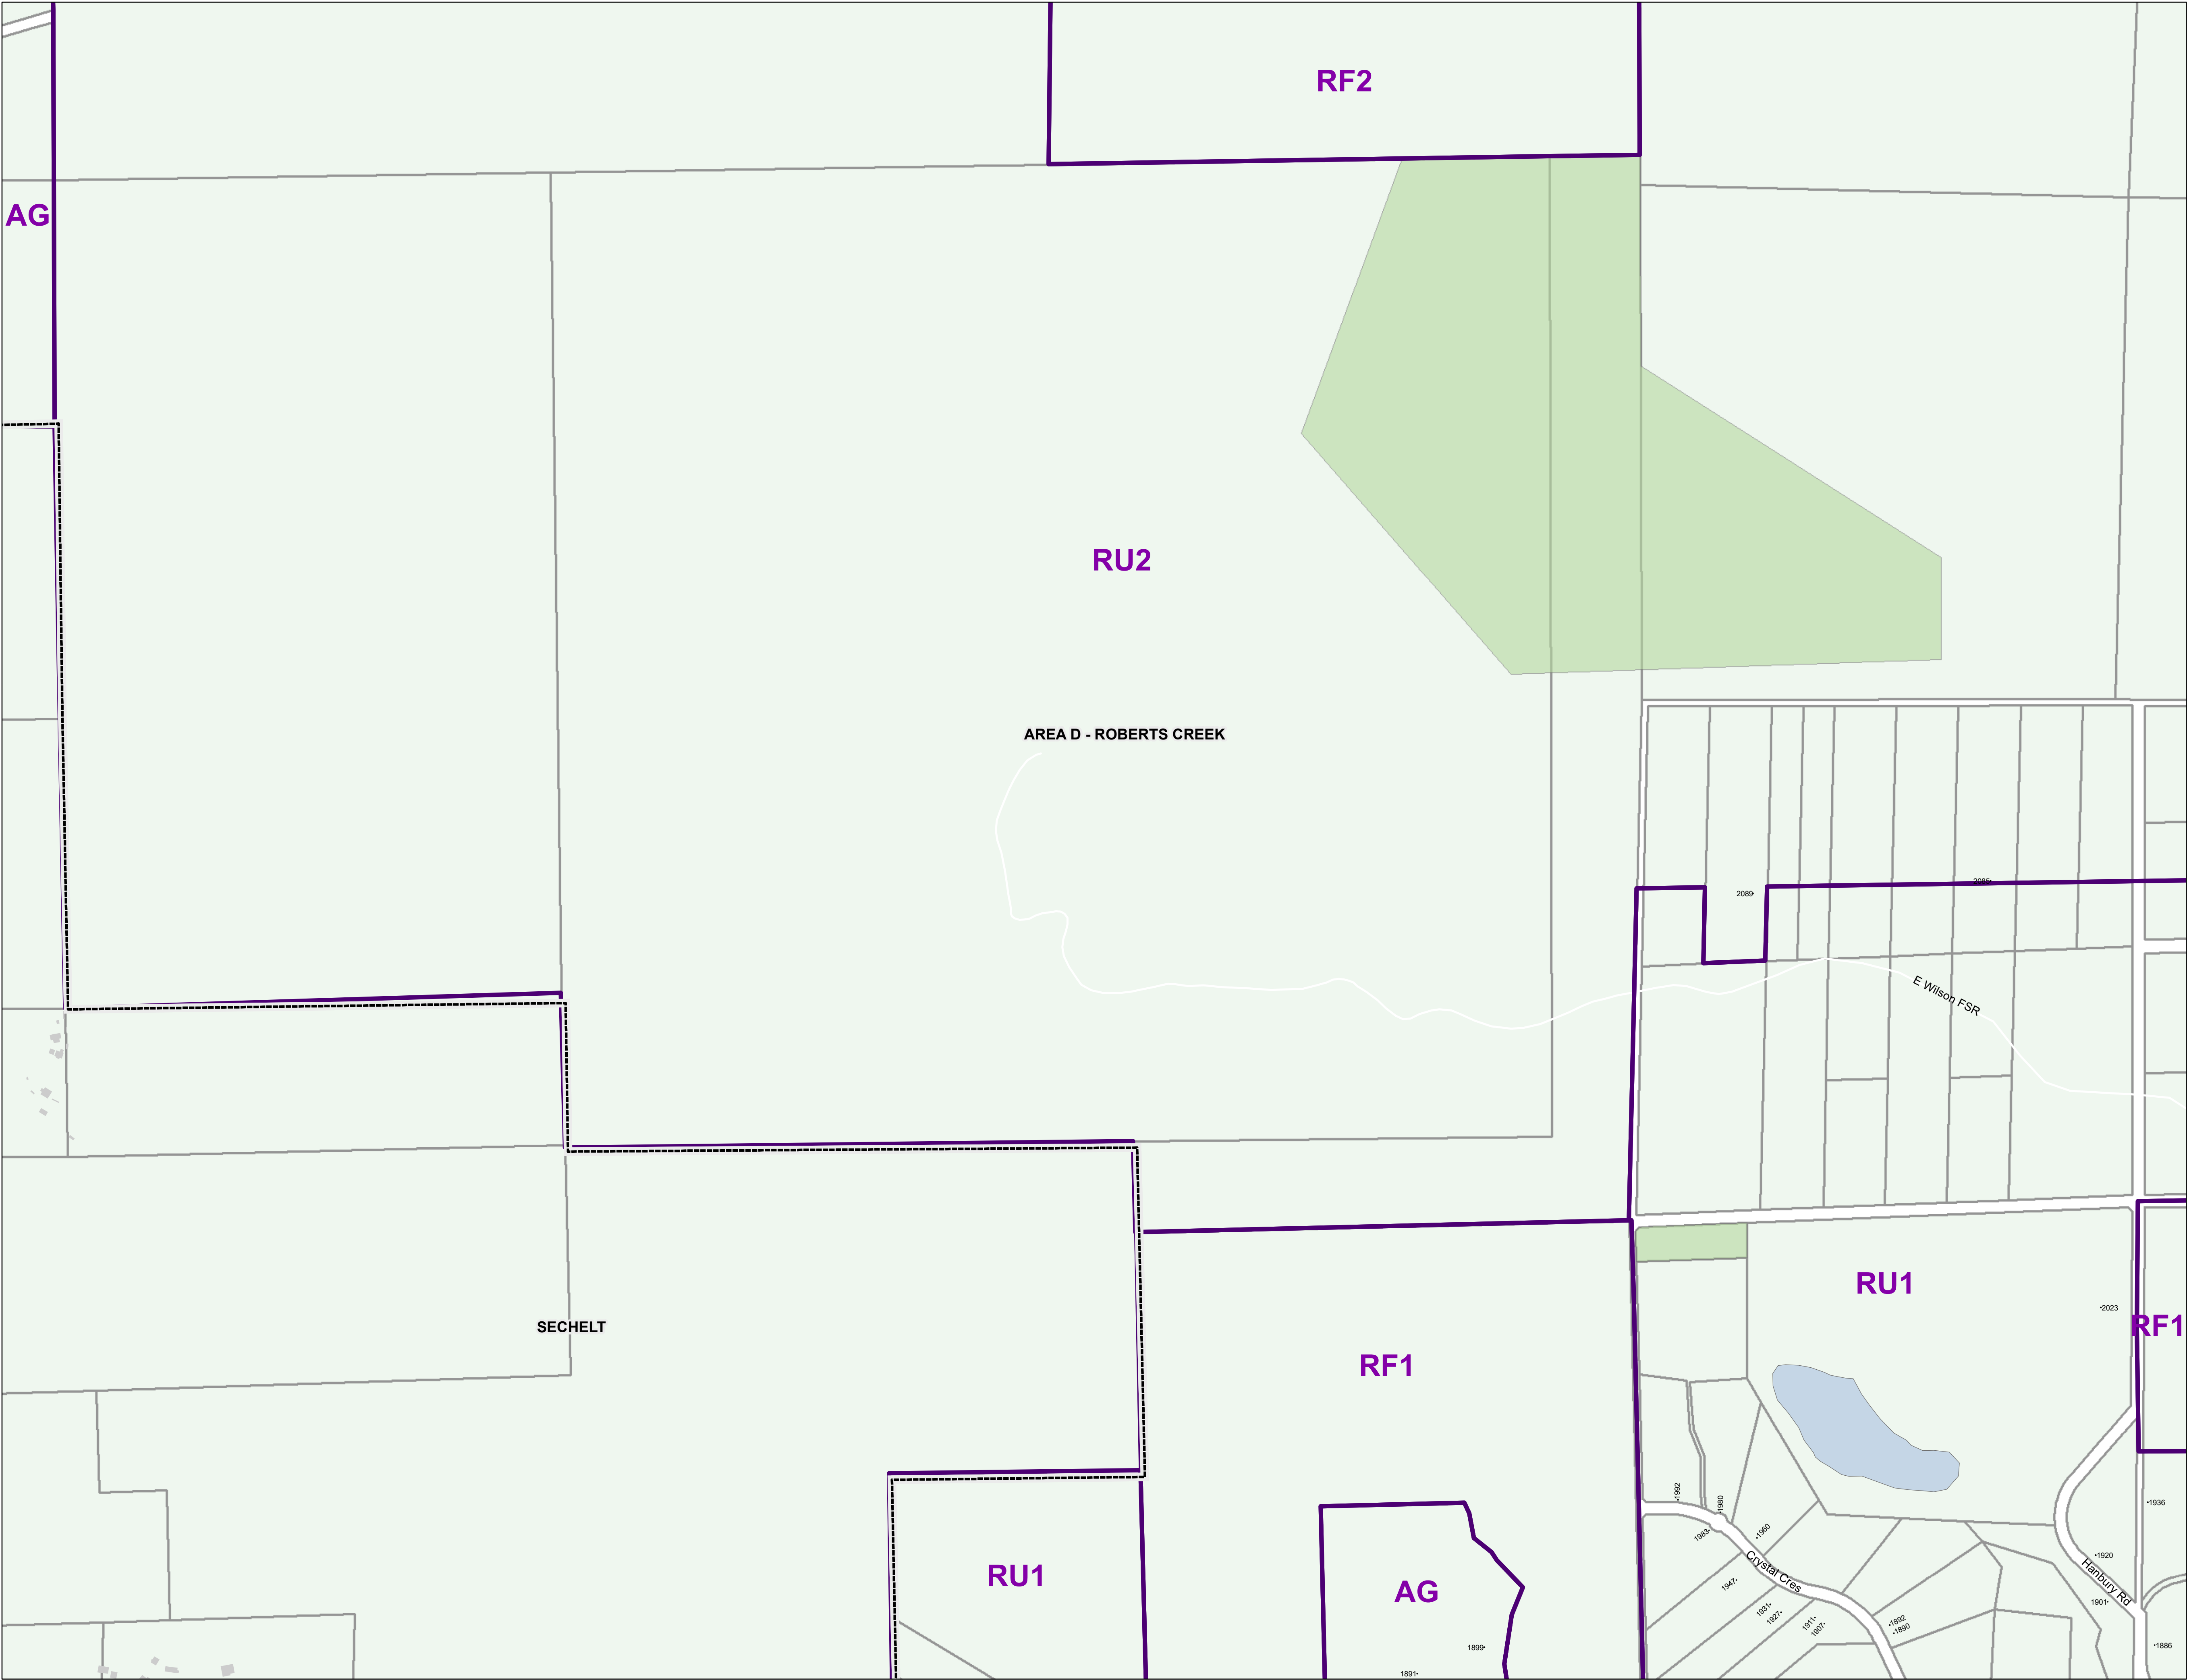 RF2
AG
RU2
AREA D - ROBERTS CREEK
2085
2089
E Wilson FSR
RU1
2023
RF1
SECHELT
RF1
1992
1980
1936
1983
1960
1920
Crystal Cres
Hanbury Rd
RU1
AG
1947
1931
1927
1911
1907
1892
1890
1901
1899
1886
1891